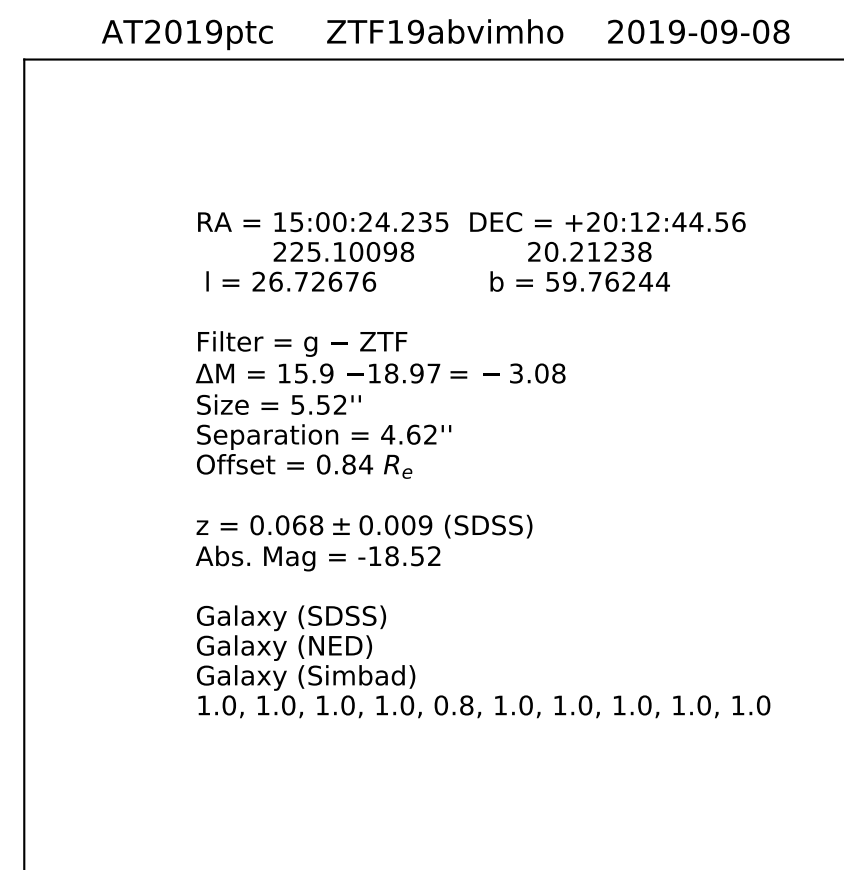 AT2019ptc ZTF19abvimho 2019-09-08
RA = 15:00:24.235 DEC = +20:12:44.56
225.10098 20.21238
l = 26.72676 b = 59.76244
Filter = g − ZTF
ΔM = 15.9 −18.97 = − 3.08
Size = 5.52''
Separation = 4.62''
Offset = 0.84 Re
z = 0.068 ± 0.009 (SDSS)
Abs. Mag = -18.52
Galaxy (SDSS)
Galaxy (NED)
Galaxy (Simbad)
1.0, 1.0, 1.0, 1.0, 0.8, 1.0, 1.0, 1.0, 1.0, 1.0